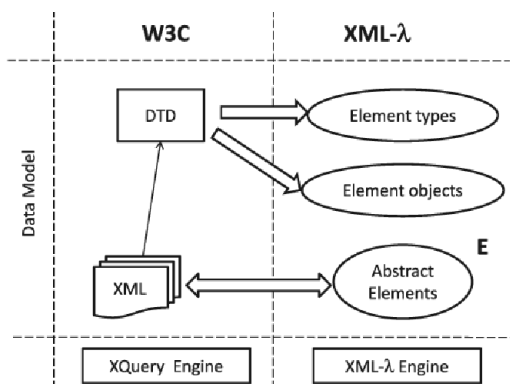 W3C
XML-λ
DTD
Element types
Element objects
Data Model
E
XML
Abstract
Elements
XQuery Engine
XML-λ Engine